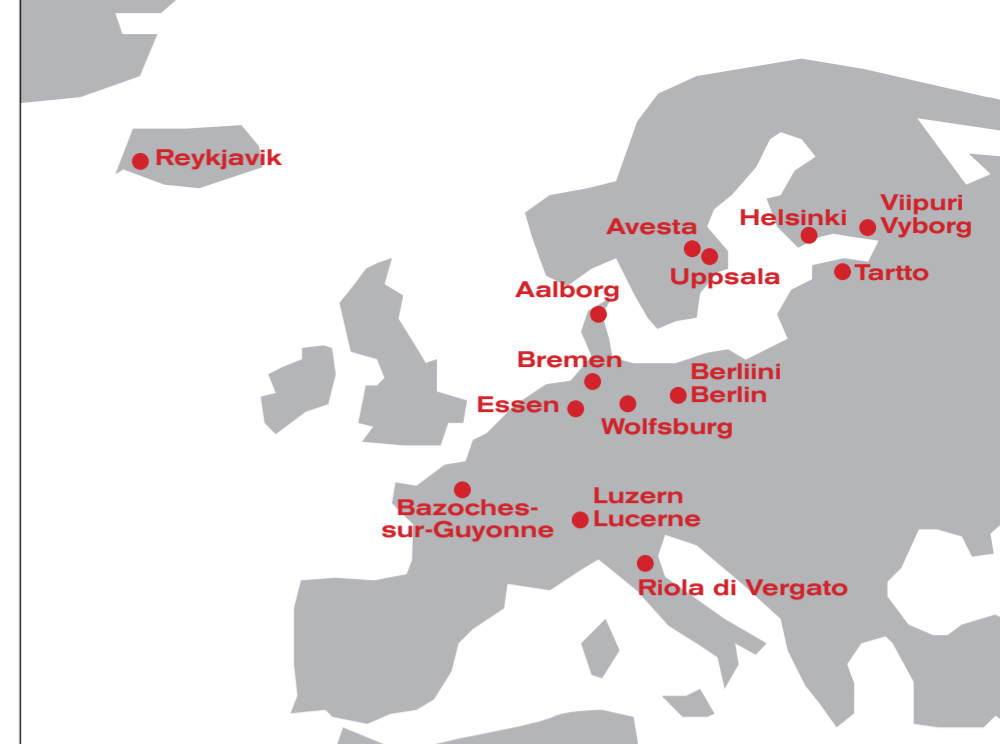 Reykjavik
Viipuri
Vyborg
Helsinki
Avesta
Uppsala
Tartto
Aalborg
Bremen
Berliini
Berlin
Essen
Wolfsburg
Bazoches-
sur-Guyonne
Luzern
Lucerne
Riola di Vergato